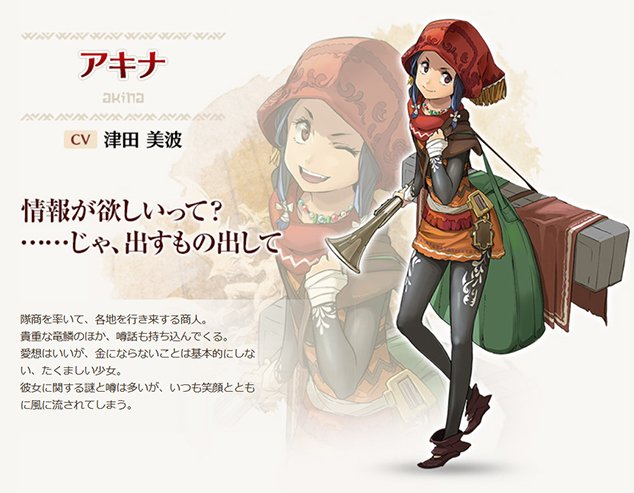 アキナ
akina
CV 津田 美波
情報が欲しいって？
……じゃ、出すもの出して
隊商を率いて、各地を行き来する商人。
貴重な竜鱗のほか、噂話も持ち込んでくる。
愛想はいいが、金にならないことは基本的にしな
い、たくましい少女。
彼女に関する謎と噂は多いが、いつも笑顔ととも
に風に流されてしまう。